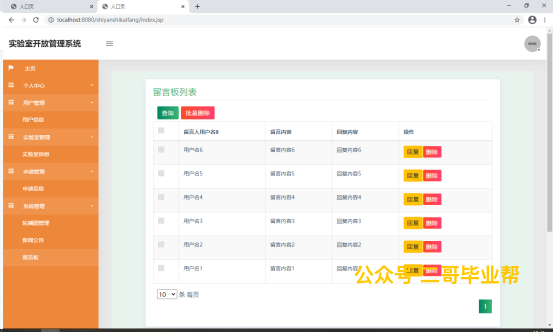 入口页
入口页
localhost:8080/shiyanshikaifang/index.jsp
实验室开放管理系统
主页
个人中心
用户管理
用户信息
实验室管理
实验室信息
申请管理
申请信息
系统管理
轮播图管理
新闻公告
留言板
留言板列表
查询 批量删除
留言人用户名 留言内容 回复内容 操作
用户名6 留言内容6 回复内容6 回复 删除
用户名5 留言内容5 回复内容5 回复 删除
用户名4 留言内容4 回复内容4 回复 删除
用户名3 留言内容3 回复内容3 回复 删除
用户名2 留言内容2 回复内容2 回复 删除
用户名1 留言内容1 回复内容1 回复 删除
公众号 二哥毕业帮
10 条 每页
1